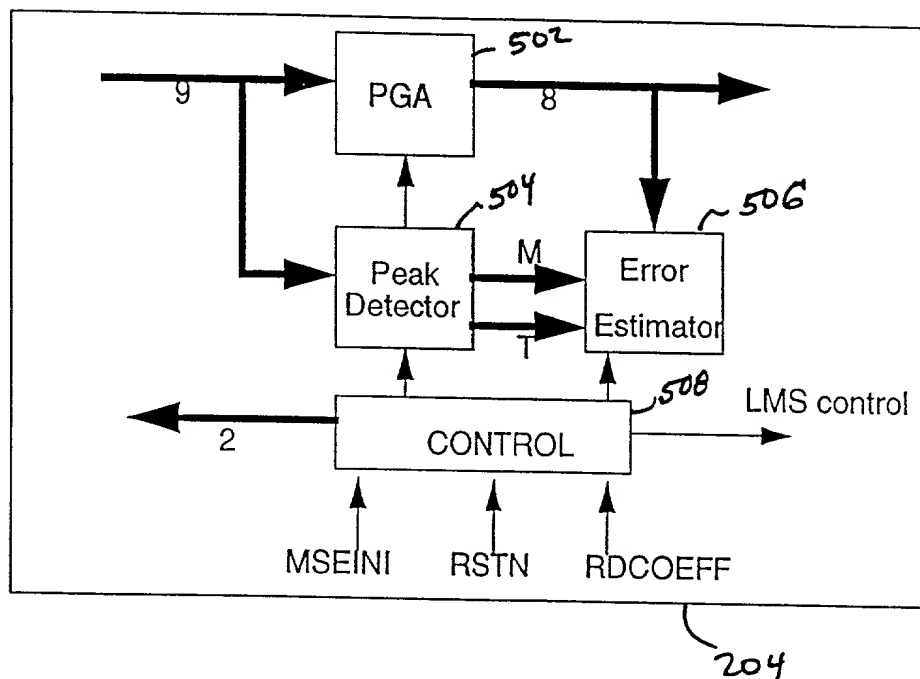 502
PGA
9
8
504
506
M
Peak
Detector
Error
Estimator
T
508
LMS control
2
CONTROL
MSEINI
RSTN
RDCOEFF
204